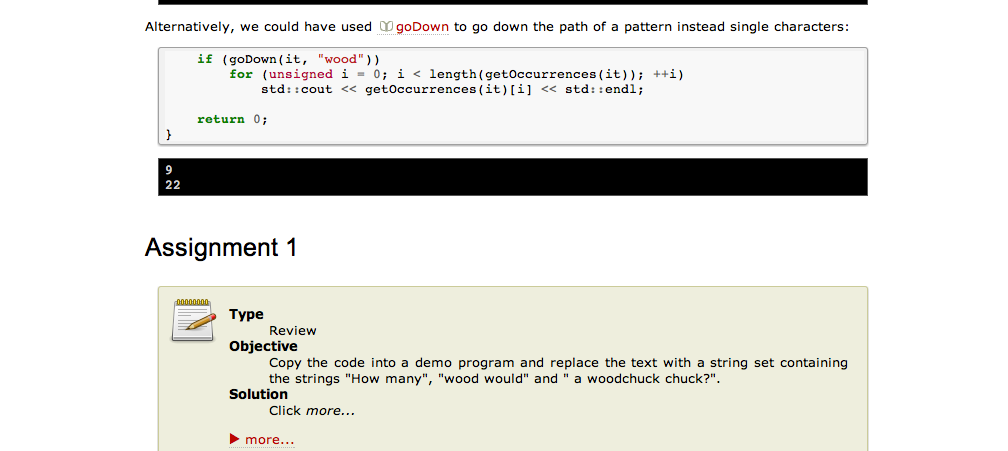 Alternatively, we could have used goDown to go down the path of a pattern instead single characters:
if (goDown(it, "wood"))
for (unsigned i = 0; i < length(getOccurrences(it)); ++i)
std::cout << getOccurrences(it)[i] << std::endl;
return 0;
}
9
22
Assignment 1
Type
Review
Objective
Copy the code into a demo program and replace the text with a string set containing
the strings "How many", "wood would" and " a woodchuck chuck?".
Solution
Click more...
more...